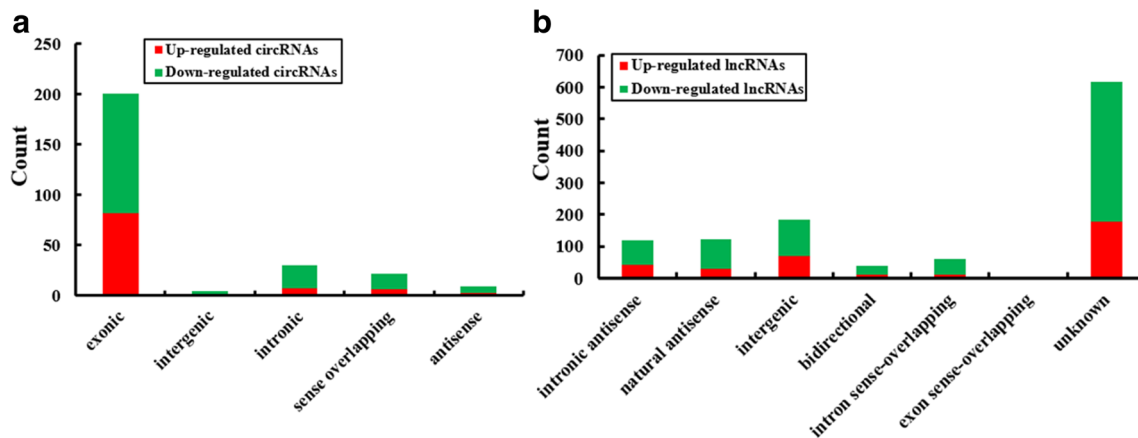 a
250
200
150
100
50
0
Count
Up-regulated circRNAs
Down-regulated circRNAs
exonic
intergenic
intronic
sense overlapping
antisense
b
700
600
500
400
300
200
100
0
Count
Up-regulated lncRNAs
Down-regulated lncRNAs
intronic antisense
natural antisense
intergenic
bidirectional
intron sense-overlapping
exon sense-overlapping
unknown